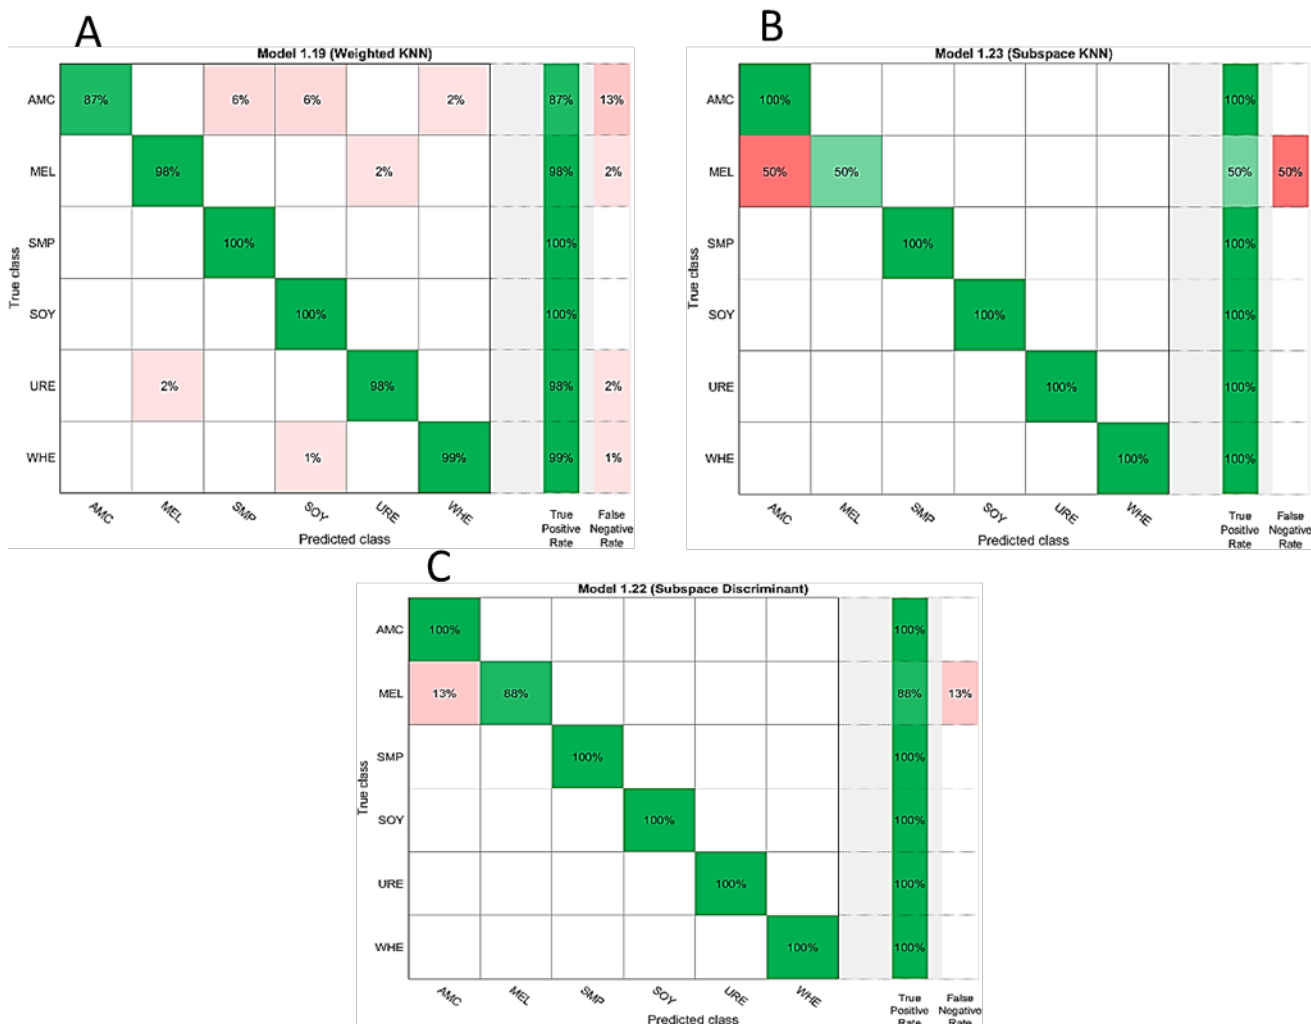 A
Model 1.19 (Weighted KNN)
AMC 87% 6% 6% 2% 87% 13%
MEL 98% 2% 98% 2%
SMP 100% 100%
SOY 100% 100%
URE 2% 98% 98% 2%
WHE 1% 99% 99% 1%
True class
AMC MEL SMP SOY URE WHE
True Positive Rate
False Negative Rate
Predicted class
B
Model 1.23 (Subspace KNN)
AMC 100% 100%
MEL 50% 50% 50% 50%
SMP 100% 100%
SOY 100% 100%
URE 100% 100%
WHE 100% 100%
True class
AMC MEL SMP SOY URE WHE
True Positive Rate
False Negative Rate
Predicted class
C
Model 1.22 (Subspace Discriminant)
AMC 100% 100%
MEL 13% 88% 88% 13%
SMP 100% 100%
SOY 100% 100%
URE 100% 100%
WHE 100% 100%
True class
AMC MEL SMP SOY URE WHE
True Positive Rate
False Negative Rate
Predicted class